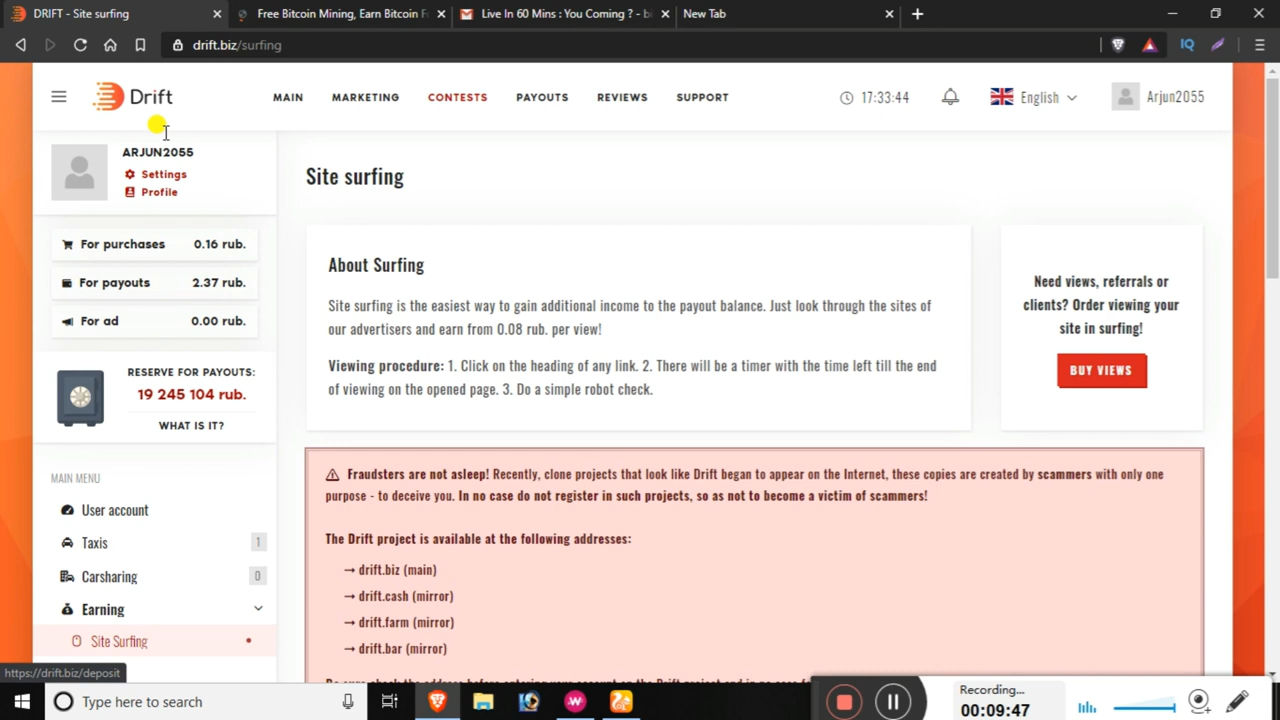 DRIFT - Site surfing
Free Bitcoin Mining, Earn Bitcoin F
Live In 60 Mins : You Coming ? - b
New Tab
drift.biz/surfing
Drift
MAIN
MARKETING
CONTESTS
PAYOUTS
REVIEWS
SUPPORT
17:33:44
English
Arjun2055
ARJUN2055
Settings
Profile
For purchases 0.16 rub.
For payouts 2.37 rub.
For ad 0.00 rub.
RESERVE FOR PAYOUTS:
19 245 104 rub.
WHAT IS IT?
MAIN MENU
User account
Taxis 1
Carsharing 0
Earning
Site Surfing
https://drift.biz/deposit
Site surfing
About Surfing
Site surfing is the easiest way to gain additional income to the payout balance. Just look through the sites of
our advertisers and earn from 0.08 rub. per view!
Viewing procedure: 1. Click on the heading of any link. 2. There will be a timer with the time left till the end
of viewing on the opened page. 3. Do a simple robot check.
Need views, referrals or
clients? Order viewing your
site in surfing!
BUY VIEWS
Fraudsters are not asleep! Recently, clone projects that look like Drift began to appear on the Internet, these copies are created by scammers with only one
purpose - to deceive you. In no case do not register in such projects, so as not to become a victim of scammers!
The Drift project is available at the following addresses:
→ drift.biz (main)
→ drift.cash (mirror)
→ drift.farm (mirror)
→ drift.bar (mirror)
Type here to search
Recording...
00:09:47